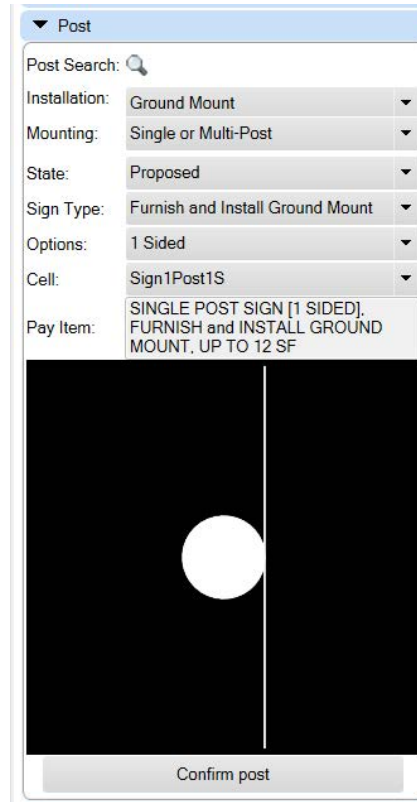 Post
Post Search:
Installation: Ground Mount
Mounting: Single or Multi-Post
State: Proposed
Sign Type: Furnish and Install Ground Mount
Options: 1 Sided
Cell: Sign1Post1S
Pay Item: SINGLE POST SIGN [1 SIDED],
FURNISH and INSTALL GROUND
MOUNT, UP TO 12 SF
Confirm post